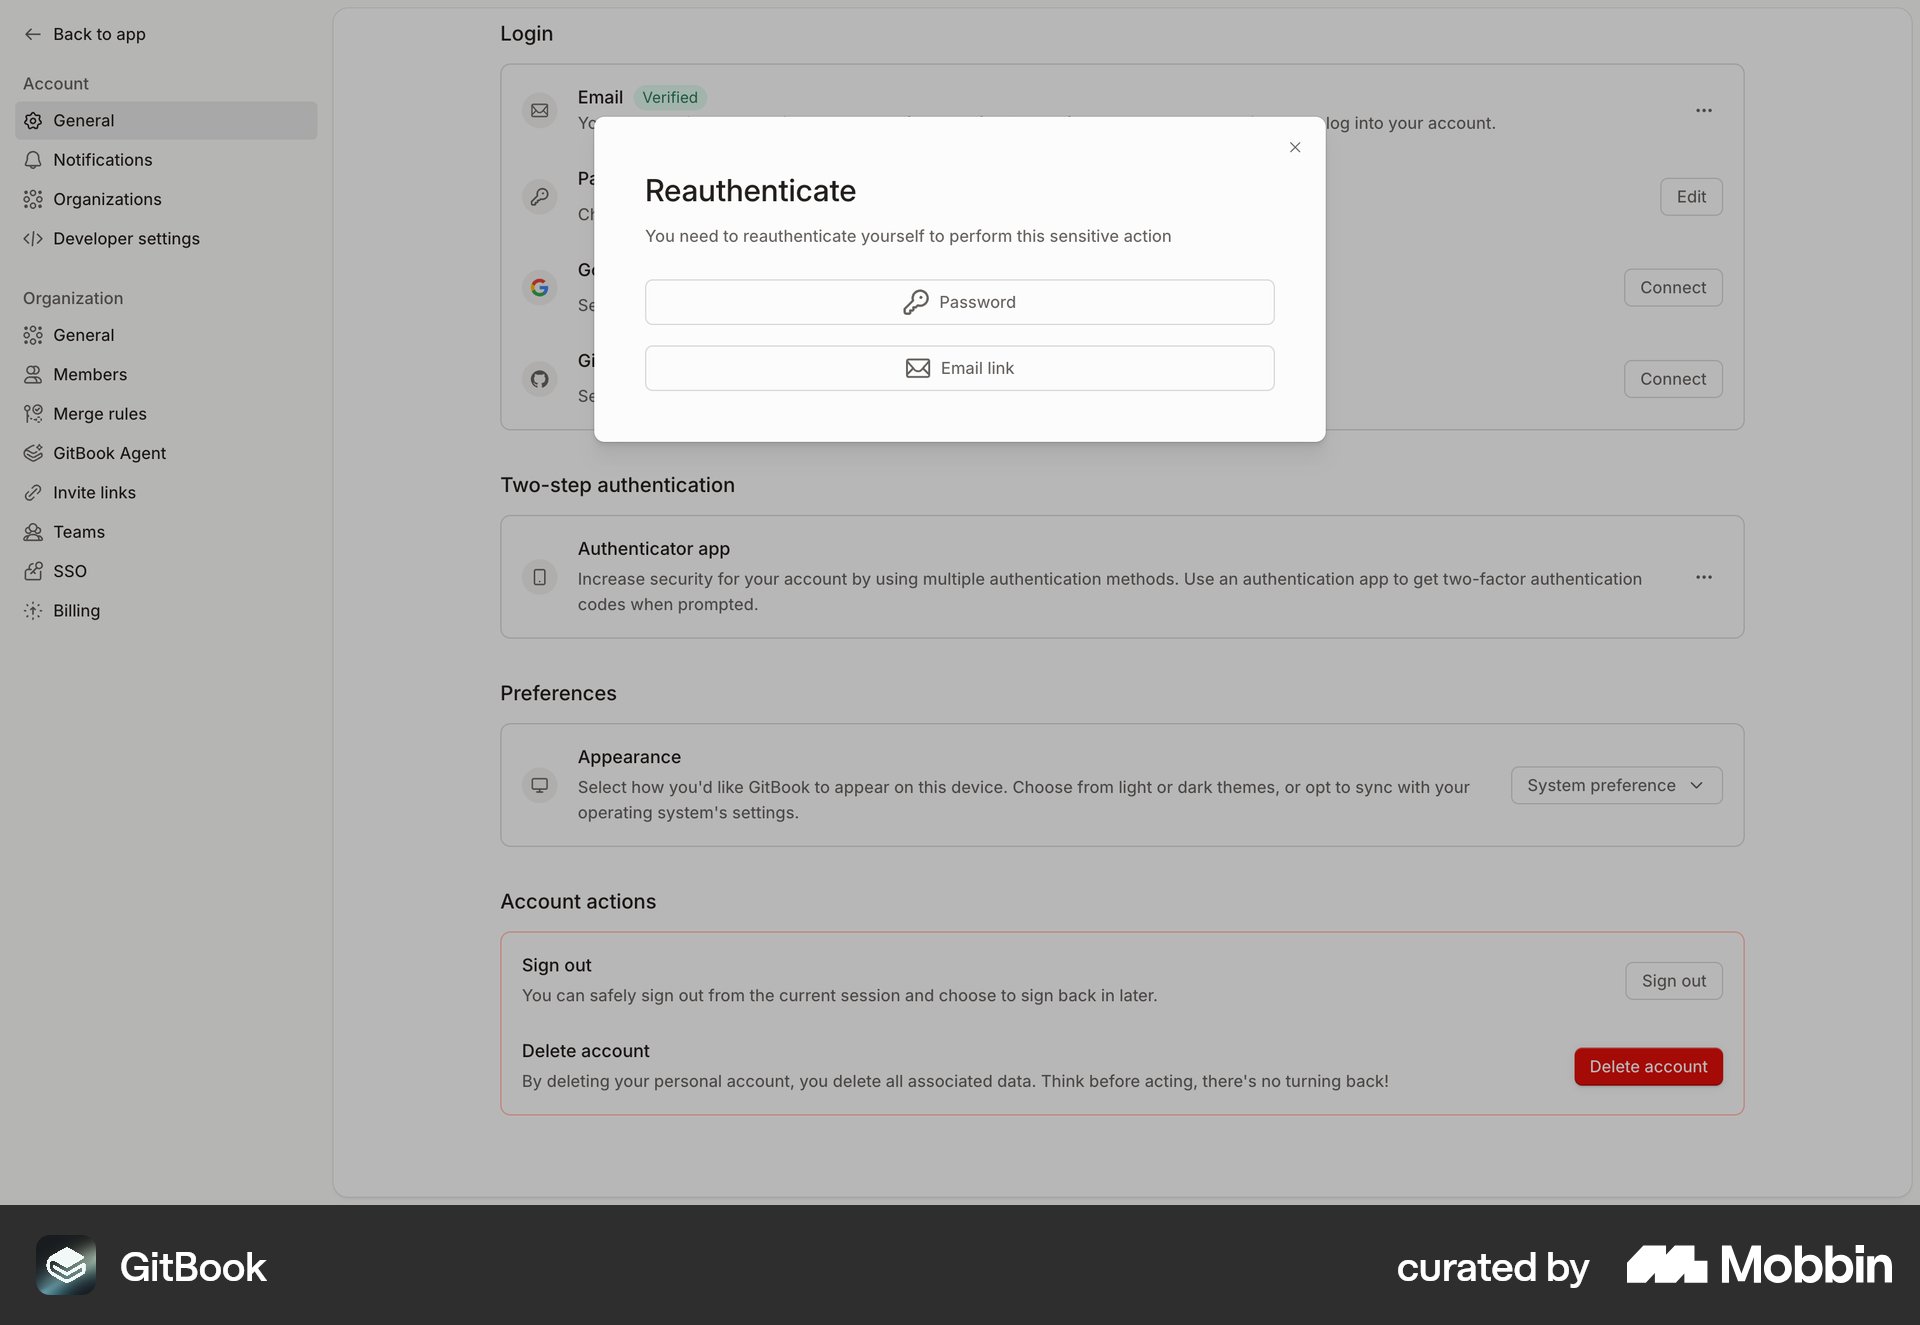 Back to app
Account
General
Notifications
Organizations
Developer settings
Organization
General
Members
Merge rules
GitBook Agent
Invite links
Teams
SSO
Billing
Login
Email Verified
log into your account.
Edit
Connect
Connect
Reauthenticate
You need to reauthenticate yourself to perform this sensitive action
Password
Email link
Two-step authentication
Authenticator app
Increase security for your account by using multiple authentication methods. Use an authentication app to get two-factor authentication
codes when prompted.
Preferences
Appearance
Select how you'd like GitBook to appear on this device. Choose from light or dark themes, or opt to sync with your
operating system's settings.
System preference
Account actions
Sign out
You can safely sign out from the current session and choose to sign back in later.
Sign out
Delete account
By deleting your personal account, you delete all associated data. Think before acting, there's no turning back!
Delete account
GitBook
curated by Mobbin